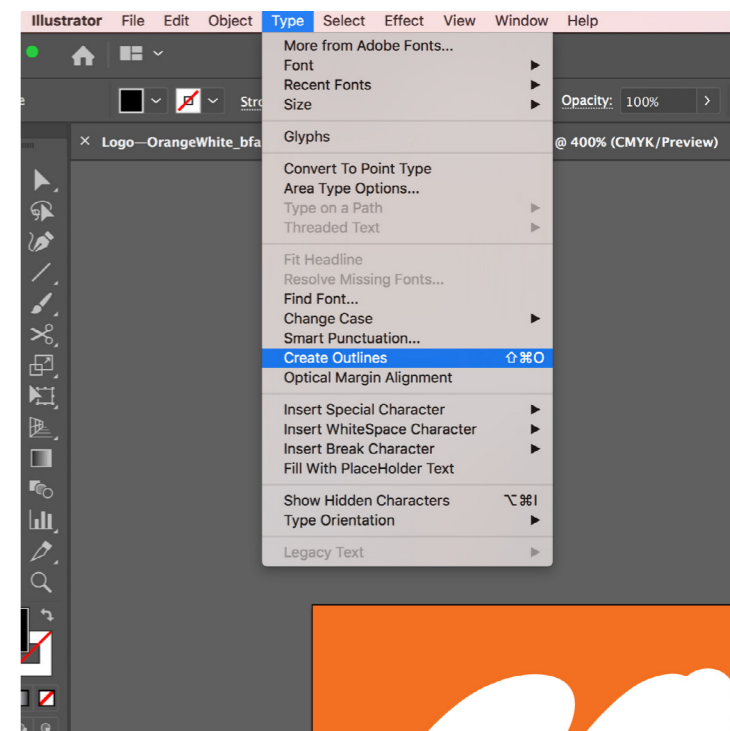 Illustrator File Edit Object Type Select Effect View Window Help
More from Adobe Fonts...
Font
Recent Fonts
Size
Opacity: 100%
Glyphs
× Logo—OrangeWhite_bfa @ 400% (CMYK/Preview)
Convert To Point Type
Area Type Options...
Type on a Path
Threaded Text
Fit Headline
Resolve Missing Fonts...
Find Font...
Change Case
Smart Punctuation...
Create Outlines ⇧⌘O
Optical Margin Alignment
Insert Special Character
Insert WhiteSpace Character
Insert Break Character
Fill With PlaceHolder Text
Show Hidden Characters ⌥⌘I
Type Orientation
Legacy Text